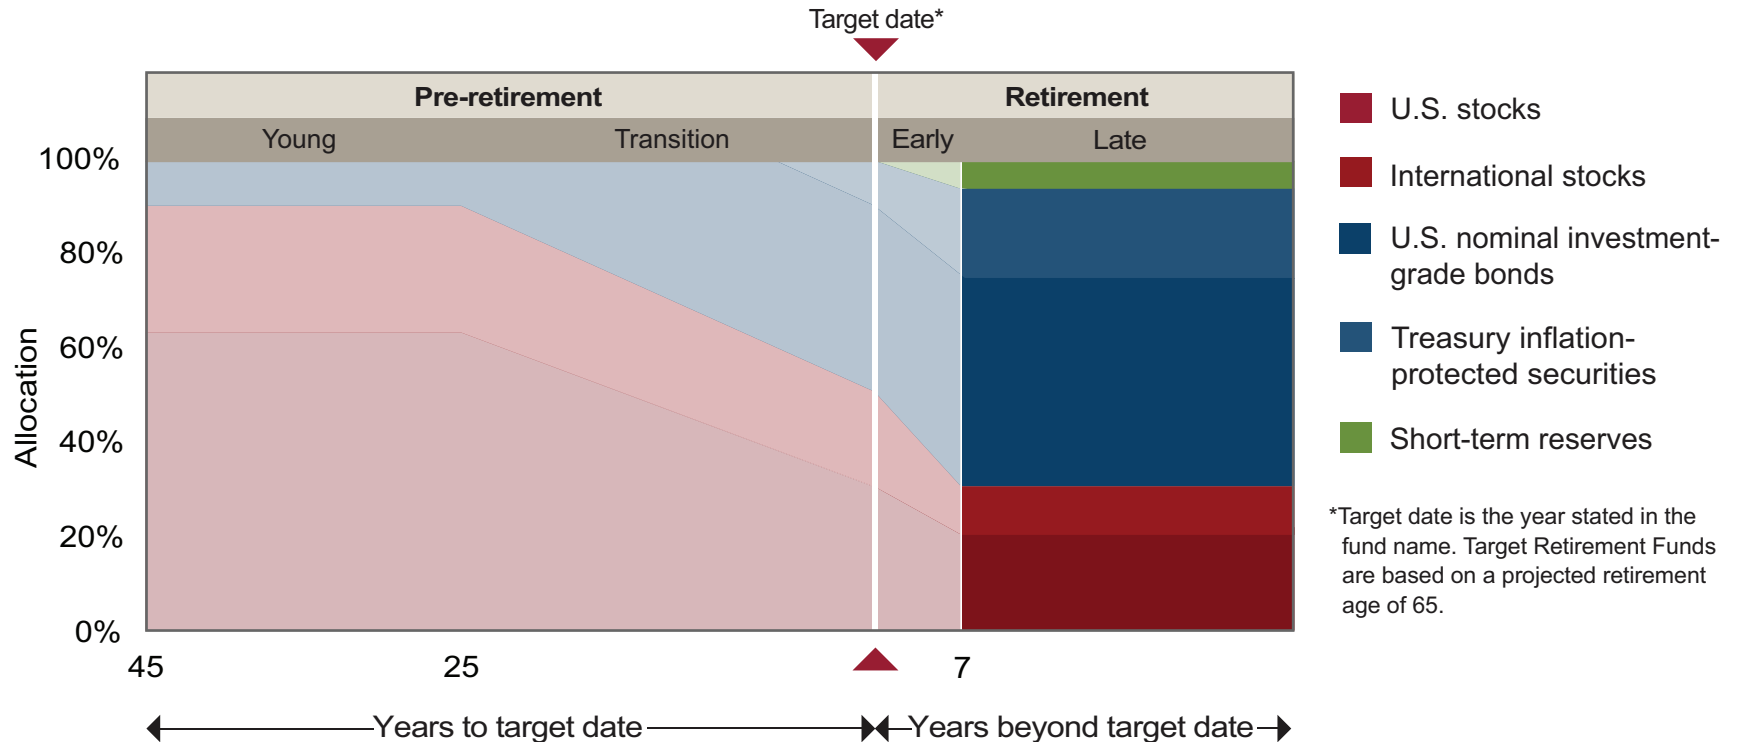 Target date*
Pre-retirement
Retirement
Young
Transition
Early
Late
100%
80%
60%
40%
20%
0%
Allocation
45
25
7
Years to target date
Years beyond target date
U.S. stocks
International stocks
U.S. nominal investment-
grade bonds
Treasury inflation-
protected securities
Short-term reserves
*Target date is the year stated in the
fund name. Target Retirement Funds
are based on a projected retirement
age of 65.